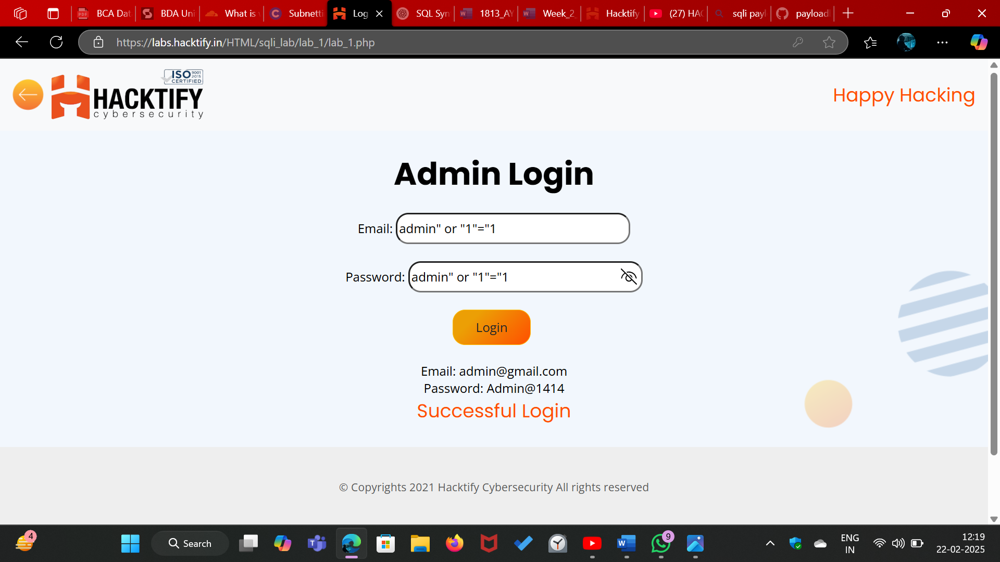 BCA Dat
BDA Uni
What is
Subnetti
Log
SQL Syn
1813_AY
Week_2_
Hacktify
(27) HAC
sqli payl
payload
https://labs.hacktify.in/HTML/sqli_lab/lab_1/lab_1.php
ISO 9001 2015
CERTIFIED
HACKTIFY
cybersecurity
Happy Hacking
Admin Login
Email: admin" or "1"="1
Password: admin" or "1"="1
Login
Email: admin@gmail.com
Password: Admin@1414
Successful Login
© Copyrights 2021 Hacktify Cybersecurity All rights reserved
4
Search
9
ENG
IN
12:19
22-02-2025